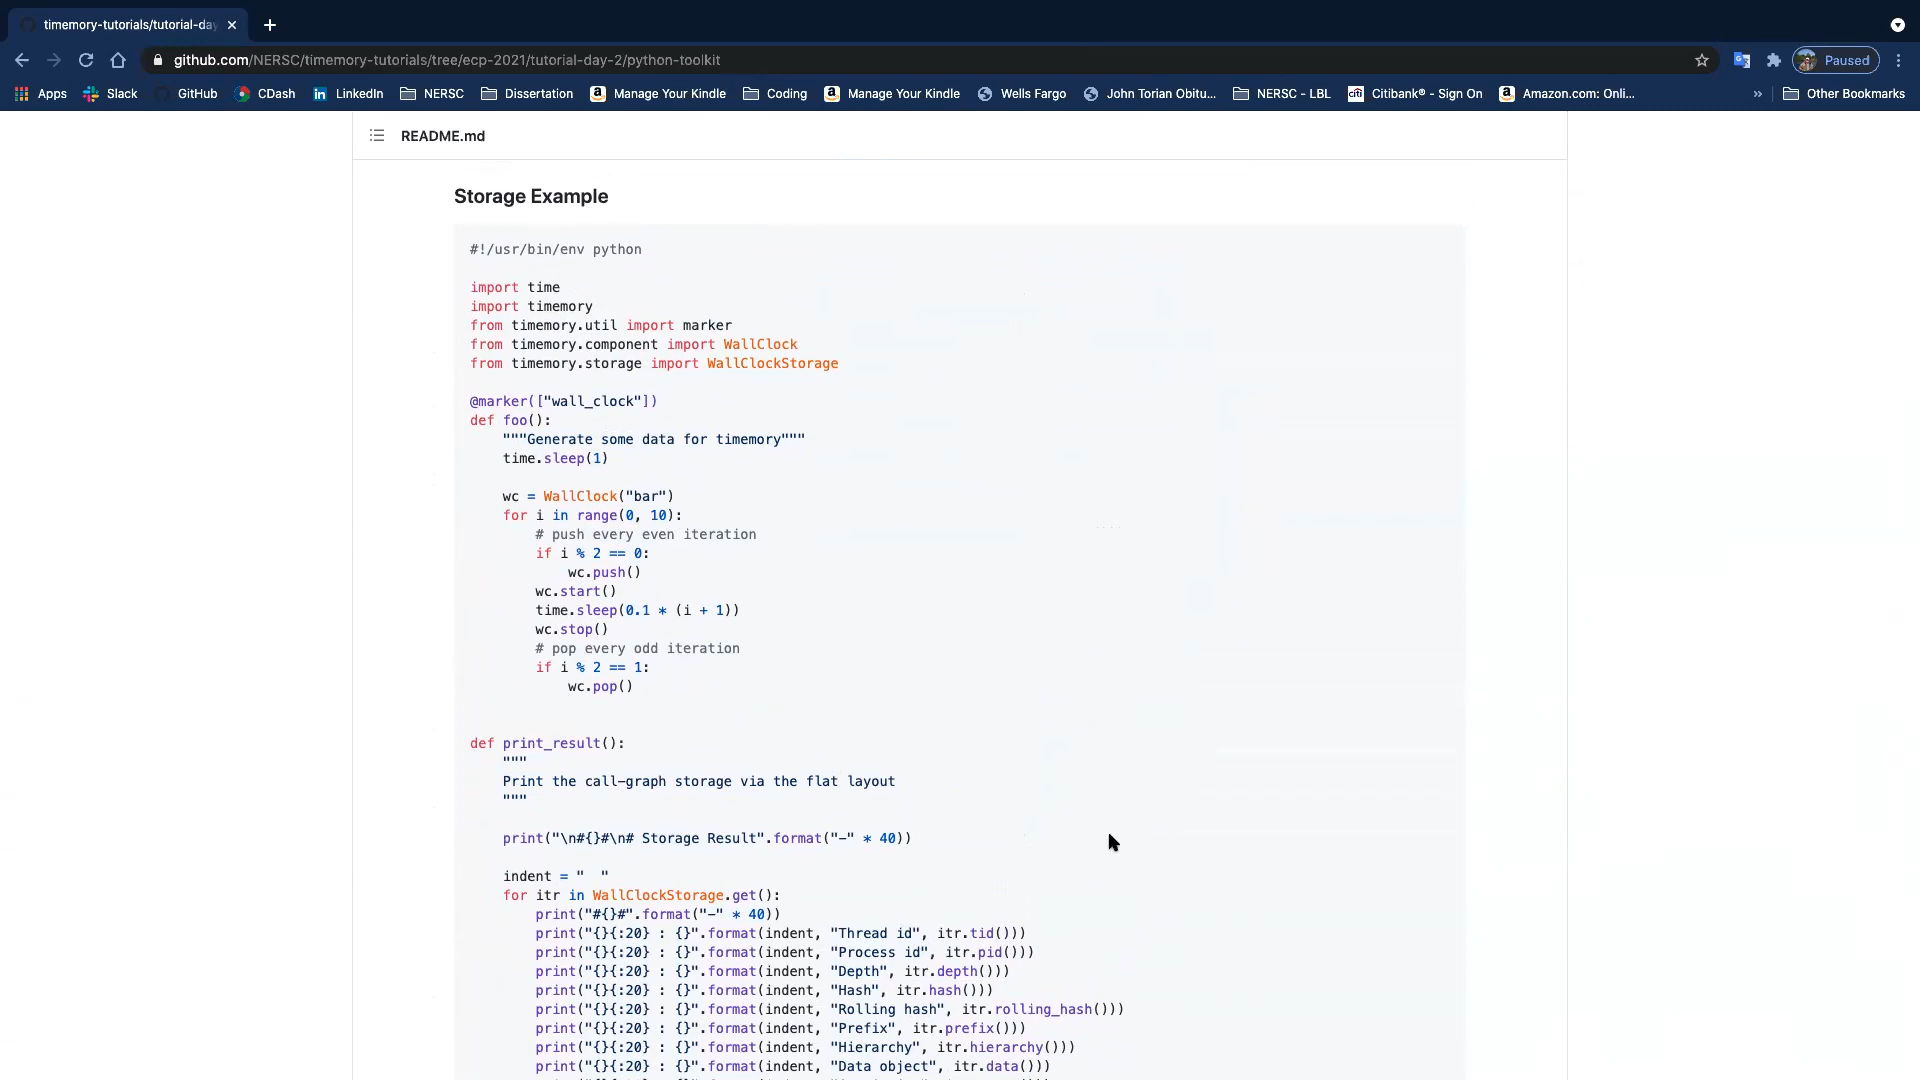 timemory-tutorials/tutorial-da
github.com/NERSC/timemory-tutorials/tree/ecp-2021/tutorial-day-2/python-toolkit
Paused
Apps Slack GitHub CDash LinkedIn NERSC Dissertation Manage Your Kindle Coding Manage Your Kindle Wells Fargo John Torian Obitu... NERSC - LBL citi Citibank® - Sign On Amazon.com: Onli... » Other Bookmarks
README.md
Storage Example
#!/usr/bin/env python
import time
import timemory
from timemory.util import marker
from timemory.component import WallClock
from timemory.storage import WallClockStorage
@marker(["wall_clock"])
def foo():
    """Generate some data for timemory"""
    time.sleep(1)
    wc = WallClock("bar")
    for i in range(0, 10):
        # push every even iteration
        if i % 2 == 0:
            wc.push()
        wc.start()
        time.sleep(0.1 * (i + 1))
        wc.stop()
        # pop every odd iteration
        if i % 2 == 1:
            wc.pop()
def print_result():
    """
    Print the call-graph storage via the flat layout
    """
    print("\n#{}#\n# Storage Result".format("-" * 40))
    indent = "  "
    for itr in WallClockStorage.get():
        print("#{}#".format("-" * 40))
        print("{}{:20} : {}".format(indent, "Thread id", itr.tid()))
        print("{}{:20} : {}".format(indent, "Process id", itr.pid()))
        print("{}{:20} : {}".format(indent, "Depth", itr.depth()))
        print("{}{:20} : {}".format(indent, "Hash", itr.hash()))
        print("{}{:20} : {}".format(indent, "Rolling hash", itr.rolling_hash()))
        print("{}{:20} : {}".format(indent, "Prefix", itr.prefix()))
        print("{}{:20} : {}".format(indent, "Hierarchy", itr.hierarchy()))
        print("{}{:20} : {}".format(indent, "Data object", itr.data()))